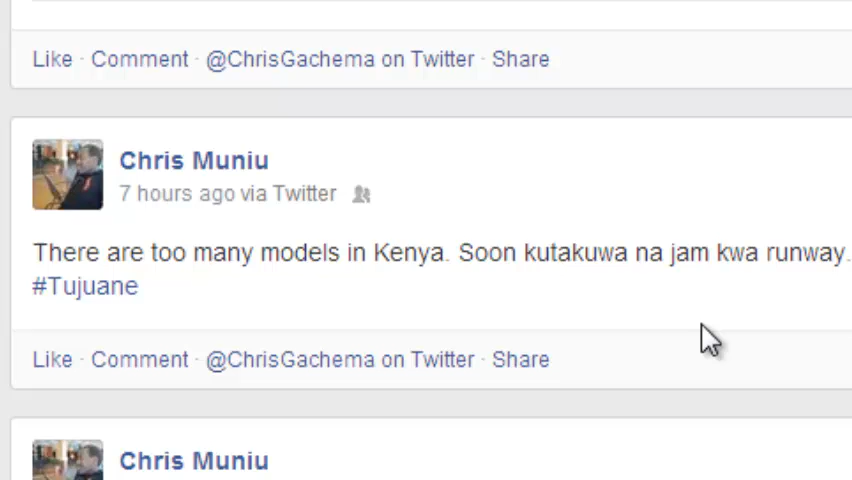 Like · Comment · @ChrisGachema on Twitter · Share
Chris Muniu
7 hours ago via Twitter
There are too many models in Kenya. Soon kutakuwa na jam kwa runway.
#Tujuane
Like · Comment · @ChrisGachema on Twitter · Share
Chris Muniu